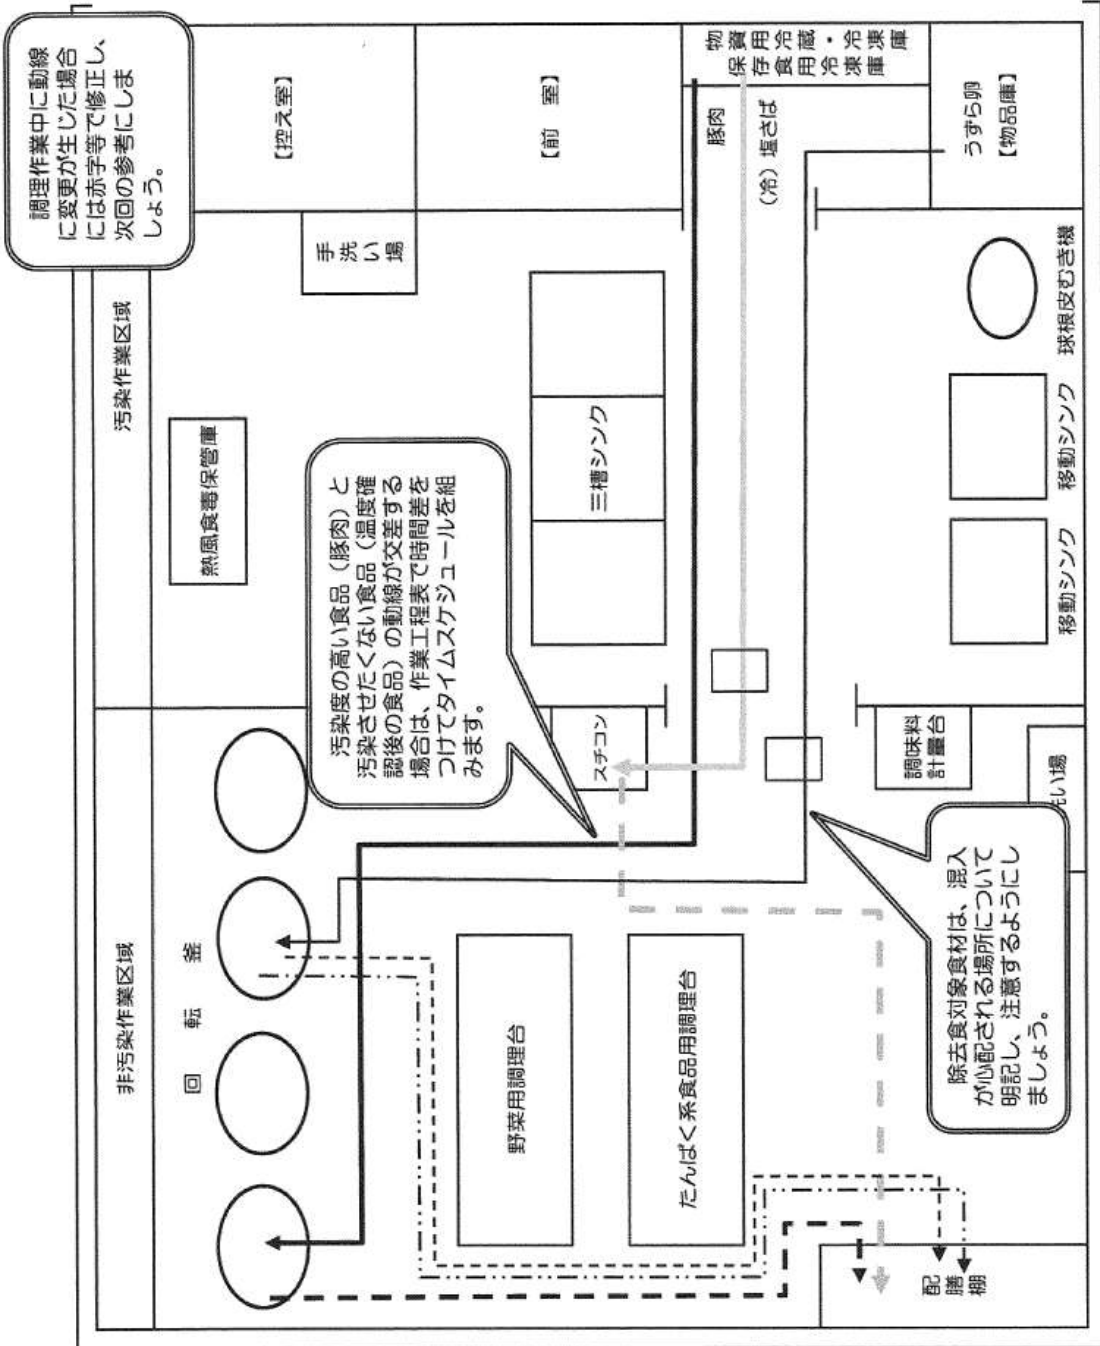 非汚染作業区域
汚染作業区域
調理作業中に動線
に変更が生じた場合
には赤字等で修正し、
次回の参考にしま
しょう。
回転釜
熱風食毒保管庫
【控え室】
手洗い場
汚染度の高い食品（豚肉）と
汚染させたくない食品（温度確
認後の食品）の動線が交差する
場合は、作業工程表で時間差を
つけてタイムスケジュールを組
みます。
【前　室】
野菜用調理台
スチコン
三槽シンク
たんぱく系食品用調理台
豚肉
（冷）塩さば
物資用冷蔵・冷凍庫
保存食用冷凍庫
調味料
計量台
うずら卵
【物品庫】
配膳棚
除去食対象食材は、混入
が心配される場所について
明記し、注意するようにし
ましょう。
い場
移動シンク
移動シンク
球根皮むき機